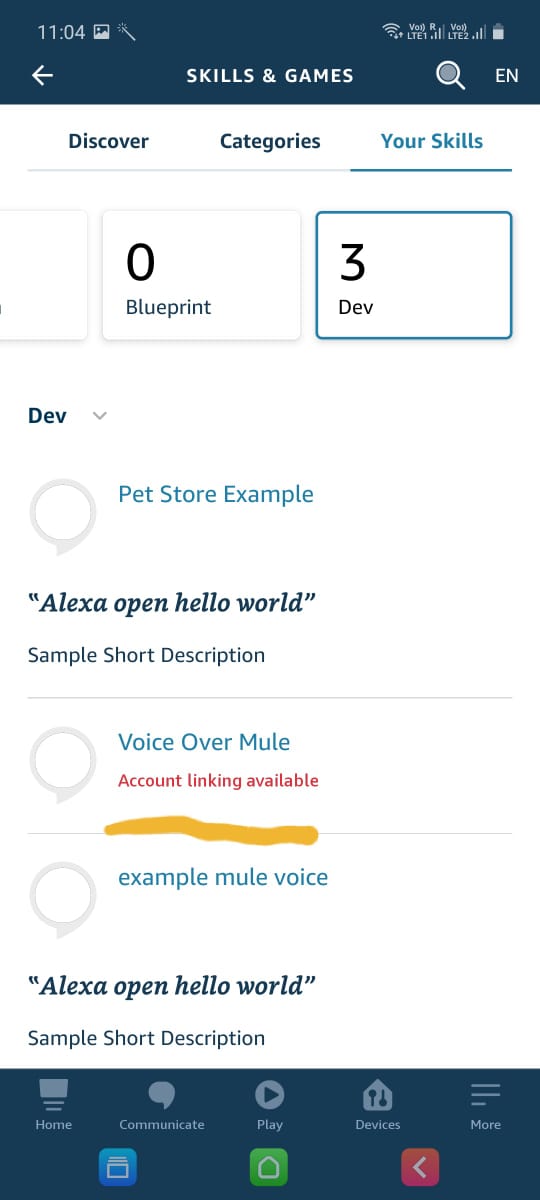 11:04 Vo)) R Vo))
LTE1 LTE2
SKILLS & GAMES EN
Discover Categories Your Skills
0 3
Blueprint Dev
Dev
Pet Store Example
“Alexa open hello world”
Sample Short Description
Voice Over Mule
Account linking available
example mule voice
“Alexa open hello world”
Sample Short Description
Home Communicate Play Devices More